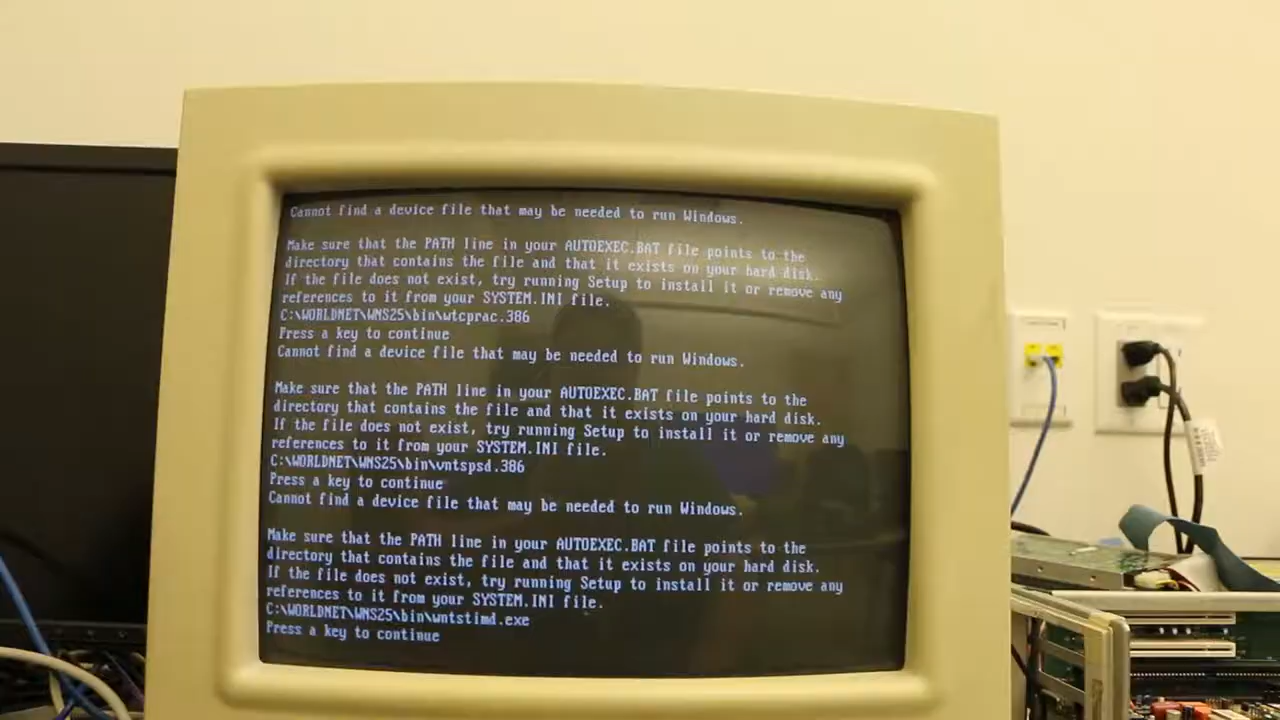 Cannot find a device file that may be needed to run Windows.
Make sure that the PATH line in your AUTOEXEC.BAT file points to the
directory that contains the file and that it exists on your hard disk.
If the file does not exist, try running Setup to install it or remove any
references to it from your SYSTEM.INI file.
C:\WORLDNET\WNS25\bin\wtcprac.386
Press a key to continue
Cannot find a device file that may be needed to run Windows.
Make sure that the PATH line in your AUTOEXEC.BAT file points to the
directory that contains the file and that it exists on your hard disk.
If the file does not exist, try running Setup to install it or remove any
references to it from your SYSTEM.INI file.
C:\WORLDNET\WNS25\bin\vntspsd.386
Press a key to continue
Cannot find a device file that may be needed to run Windows.
Make sure that the PATH line in your AUTOEXEC.BAT file points to the
directory that contains the file and that it exists on your hard disk.
If the file does not exist, try running Setup to install it or remove any
references to it from your SYSTEM.INI file.
C:\WORLDNET\WNS25\bin\wntstimd.exe
Press a key to continue